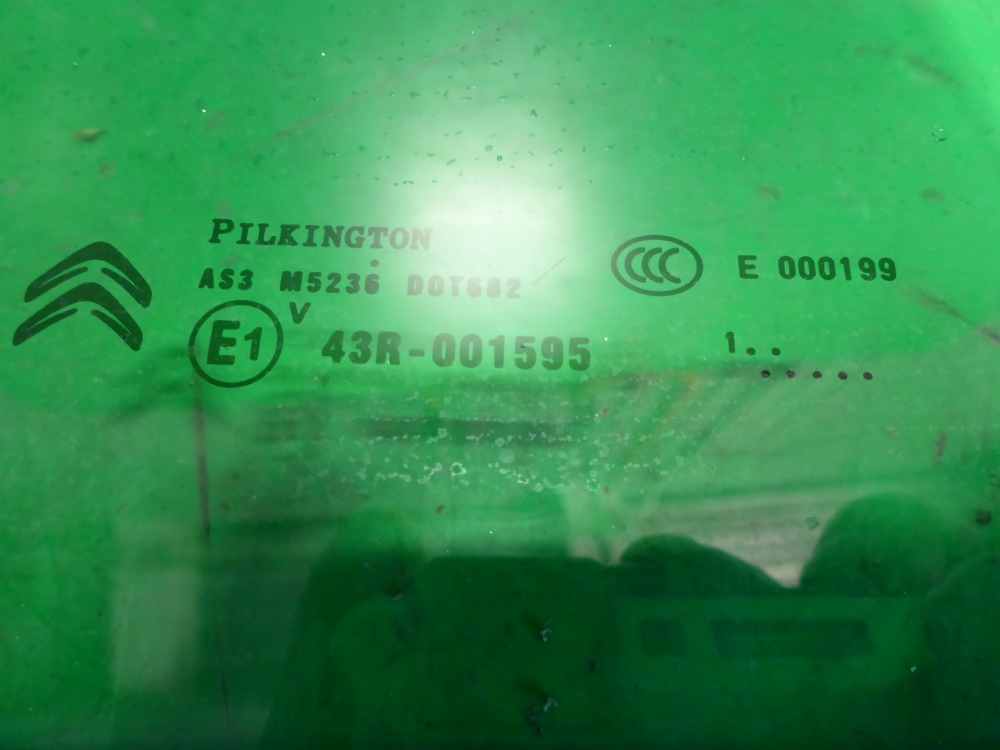 PILKINGTON
AS3 M5236 DOT682
CCC E 000199
V
E1 43R-001595
1.. .....